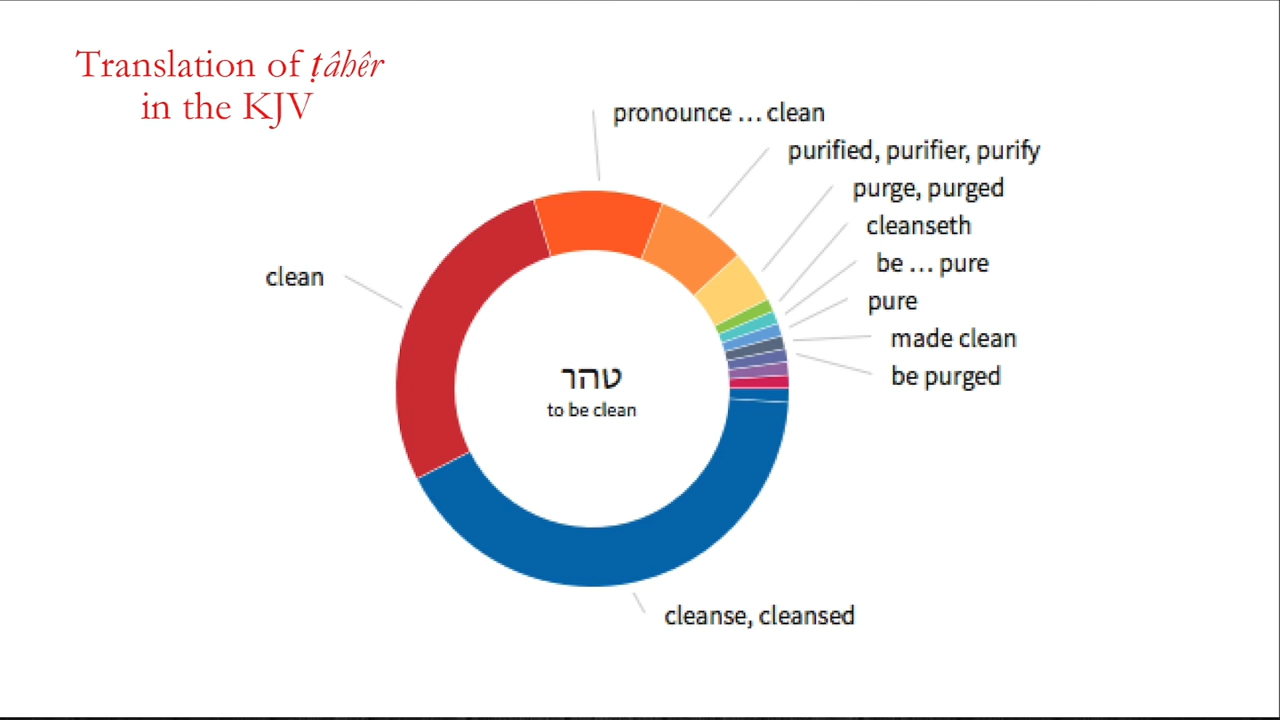 Translation of ṭâhêr
in the KJV
pronounce … clean
purified, purifier, purify
purge, purged
cleanseth
be … pure
pure
made clean
be purged
clean
טהר
to be clean
cleanse, cleansed